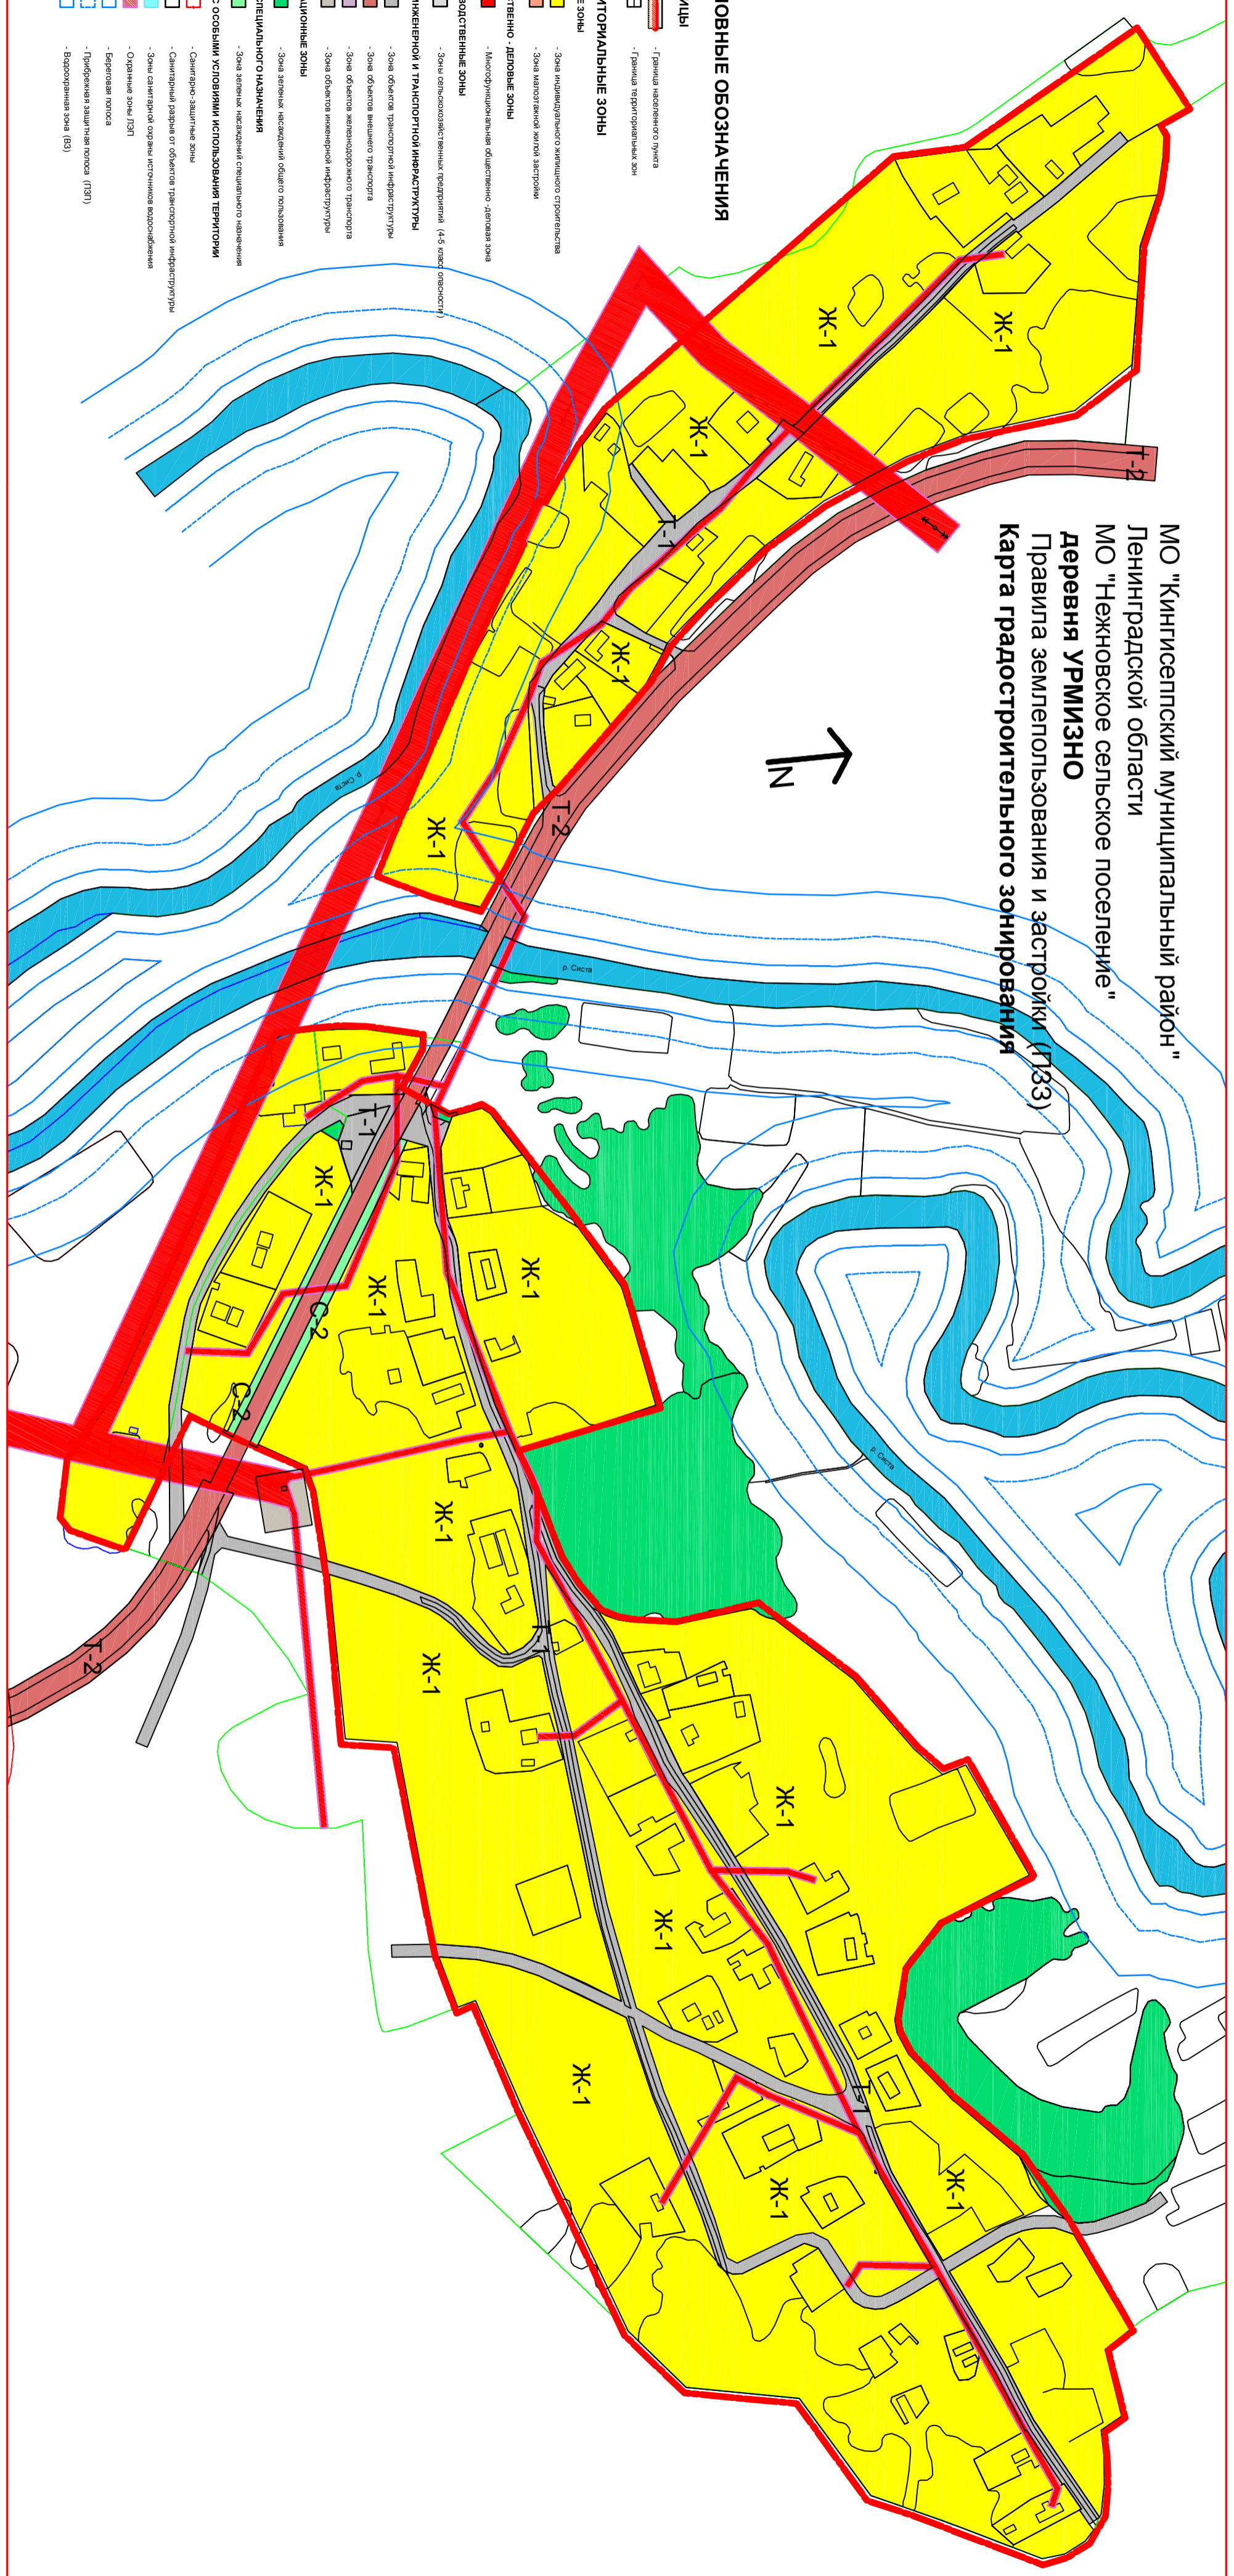 МО "Кингисеппский муниципальный район"
Ленинградской области
МО "Нежновское сельское поселение"
деревня УРМИЗНО
Правила землепользования и застройки (ПЗЗ)
Карта градостроительного зонирования
N
НОВНЫЕ ОБОЗНАЧЕНИЯ
ИЦЫ
- Граница населенного пункта
- Граница территориальных зон
ИТОРИАЛЬНЫЕ ЗОНЫ
ЫЕ ЗОНЫ
- Зона индивидуального жилищного строительства
- Зона малоэтажной жилой застройки
СТВЕННО - ДЕЛОВЫЕ ЗОНЫ
- Многофункциональная общественно -деловая зона
ВОДСТВЕННЫЕ ЗОНЫ
- Зоны сельскохозяйственных предприятий (4-5 класс опасности)
ИНЖЕНЕРНОЙ И ТРАНСПОРТНОЙ ИНФРАСТРУКТУРЫ
- Зона объектов транспортной инфраструктуры
- Зона объектов внешнего транспорта
- Зона объектов железнодорожного транспорта
- Зона объектов инженерной инфраструктуры
АЦИОННЫЕ ЗОНЫ
- Зона зеленых насаждений общего пользования
СПЕЦИАЛЬНОГО НАЗНАЧЕНИЯ
- Зона зеленых насаждений специального назначения
С ОСОБЫМИ УСЛОВИЯМИ ИСПОЛЬЗОВАНИЯ ТЕРРИТОРИИ
- Санитарно-защитные зоны
- Санитарный разрыв от объектов транспортной инфраструктуры
- Зоны санитарной охраны источников водоснабжения
- Охранные зоны ЛЭП
- Береговая полоса
- Прибрежная защитная полоса (ПЗП)
- Водоохранная зона (ВЗ)
Ж-1
Ж-1
Ж-1
Т-2
Т-1
Ж-1
Т-2
Ж-1
р. Систа
р. Систа
Т-1
Ж-1
Ж-1
Ж-1
С-2
С-2
р. Систа
Ж-1
Т-1
Т-2
Ж-1
Ж-1
Ж-1
Ж-1
Т-1
Ж-1
Ж-1